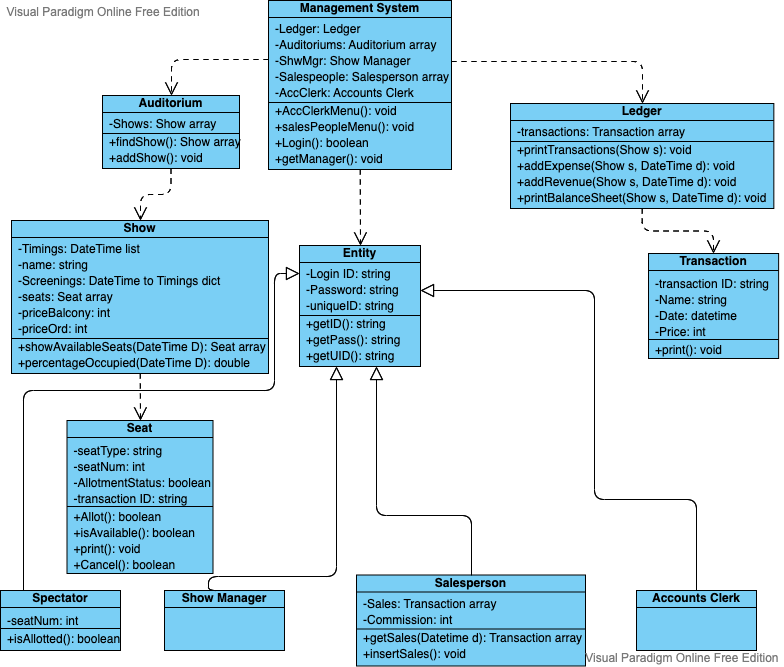 Visual Paradigm Online Free Edition
Management System
-Ledger: Ledger
-Auditoriums: Auditorium array
-ShwMgr: Show Manager
-Salespeople: Salesperson array
-AccClerk: Accounts Clerk
+AccClerkMenu(): void
+salesPeopleMenu(): void
+Login(): boolean
+getManager(): void
Auditorium
-Shows: Show array
+findShow(): Show array
+addShow(): void
Ledger
-transactions: Transaction array
+printTransactions(Show s): void
+addExpense(Show s, DateTime d): void
+addRevenue(Show s, DateTime d): void
+printBalanceSheet(Show s, DateTime d): void
Show
-Timings: DateTime list
-name: string
-Screenings: DateTime to Timings dict
-seats: Seat array
-priceBalcony: int
-priceOrd: int
+showAvailableSeats(DateTime D): Seat array
+percentageOccupied(DateTime D): double
Entity
-Login ID: string
-Password: string
-uniqueID: string
+getID(): string
+getPass(): string
+getUID(): string
Transaction
-transaction ID: string
-Name: string
-Date: datetime
-Price: int
+print(): void
Seat
-seatType: string
-seatNum: int
-AllotmentStatus: boolean
-transaction ID: string
+Allot(): boolean
+isAvailable(): boolean
+print(): void
+Cancel(): boolean
Spectator
-seatNum: int
+isAllotted(): boolean
Show Manager
Salesperson
-Sales: Transaction array
-Commission: int
+getSales(Datetime d): Transaction array
+insertSales(): void
Accounts Clerk
Visual Paradigm Online Free Edition